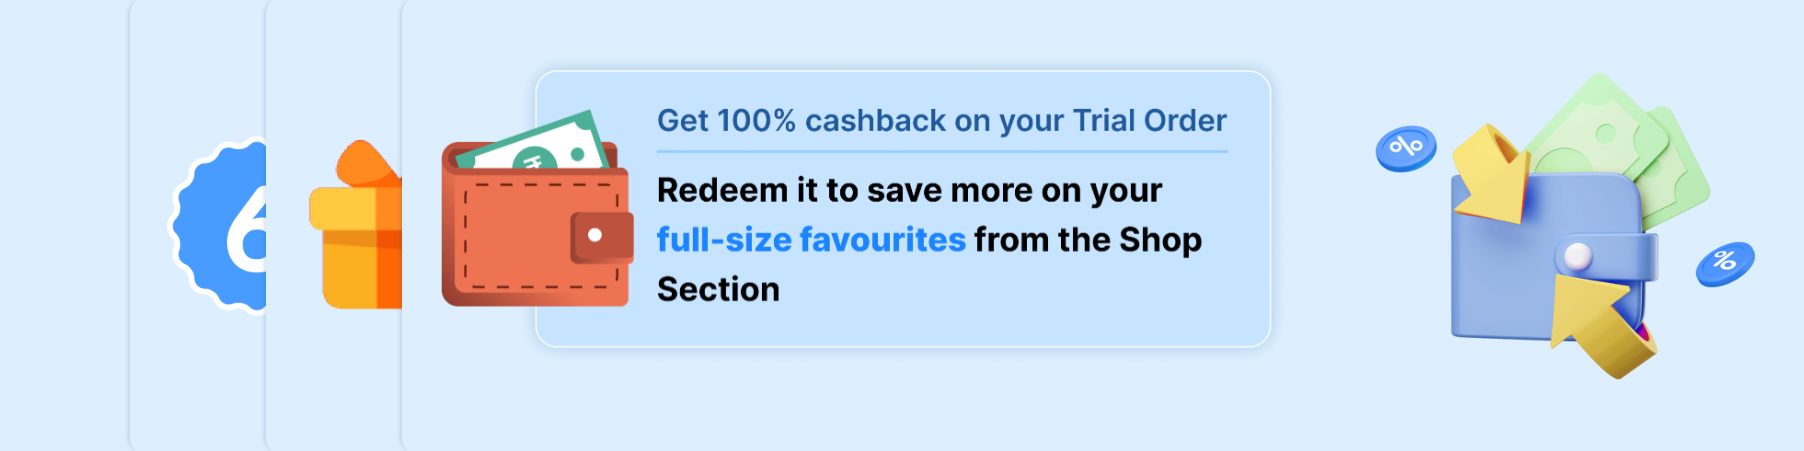 6
Get 100% cashback on your Trial Order
Redeem it to save more on your
full-size favourites from the Shop
Section
₹
%
%